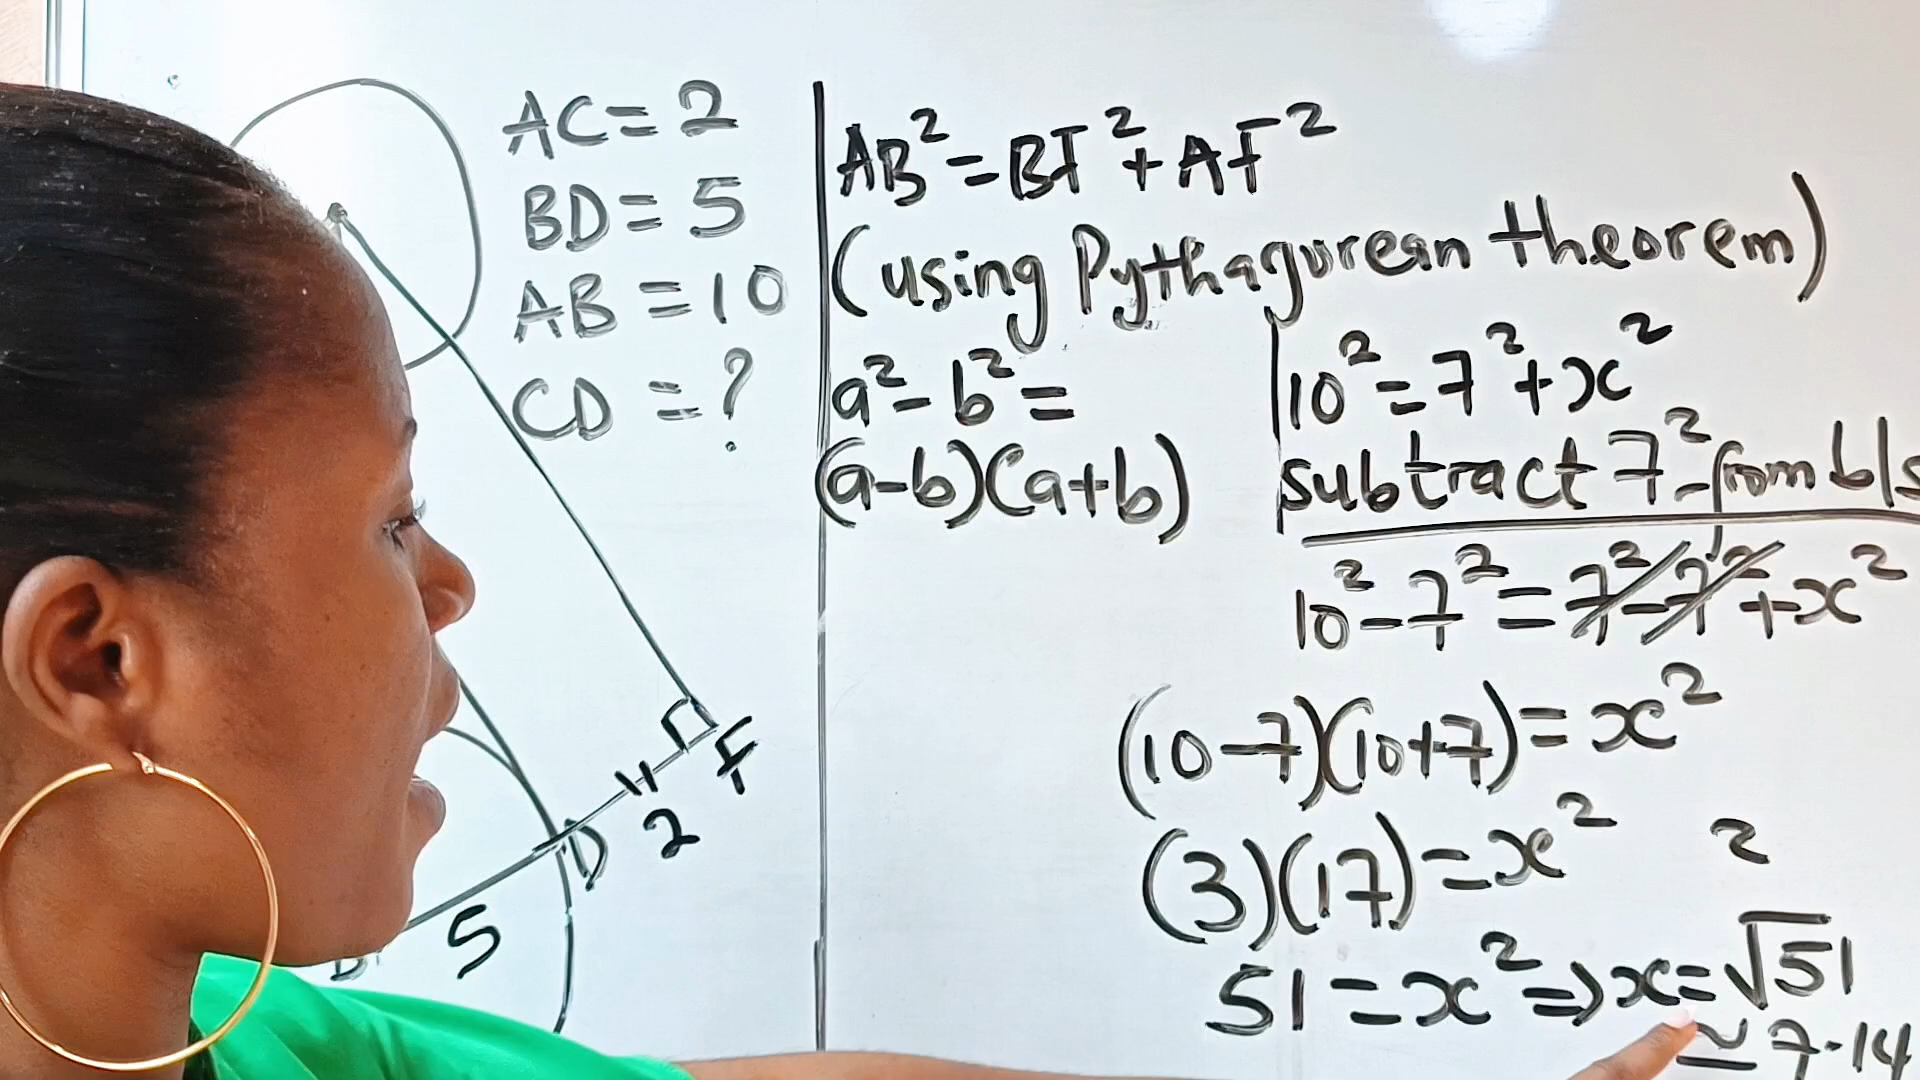 AC = 2
BD = 5
AB = 10
CD = ?
F
D
2
5
AB² = BF² + AF²
(using Pythagorean theorem)
a² - b² =
(a-b)(a+b)
10² = 7² + x²
subtract 7² from b/s
10² - 7² = 7² - 7² + x²
(10-7)(10+7) = x²
(3)(17) = x²
2
51 = x² ⇒ x = √51
≃ 7.14